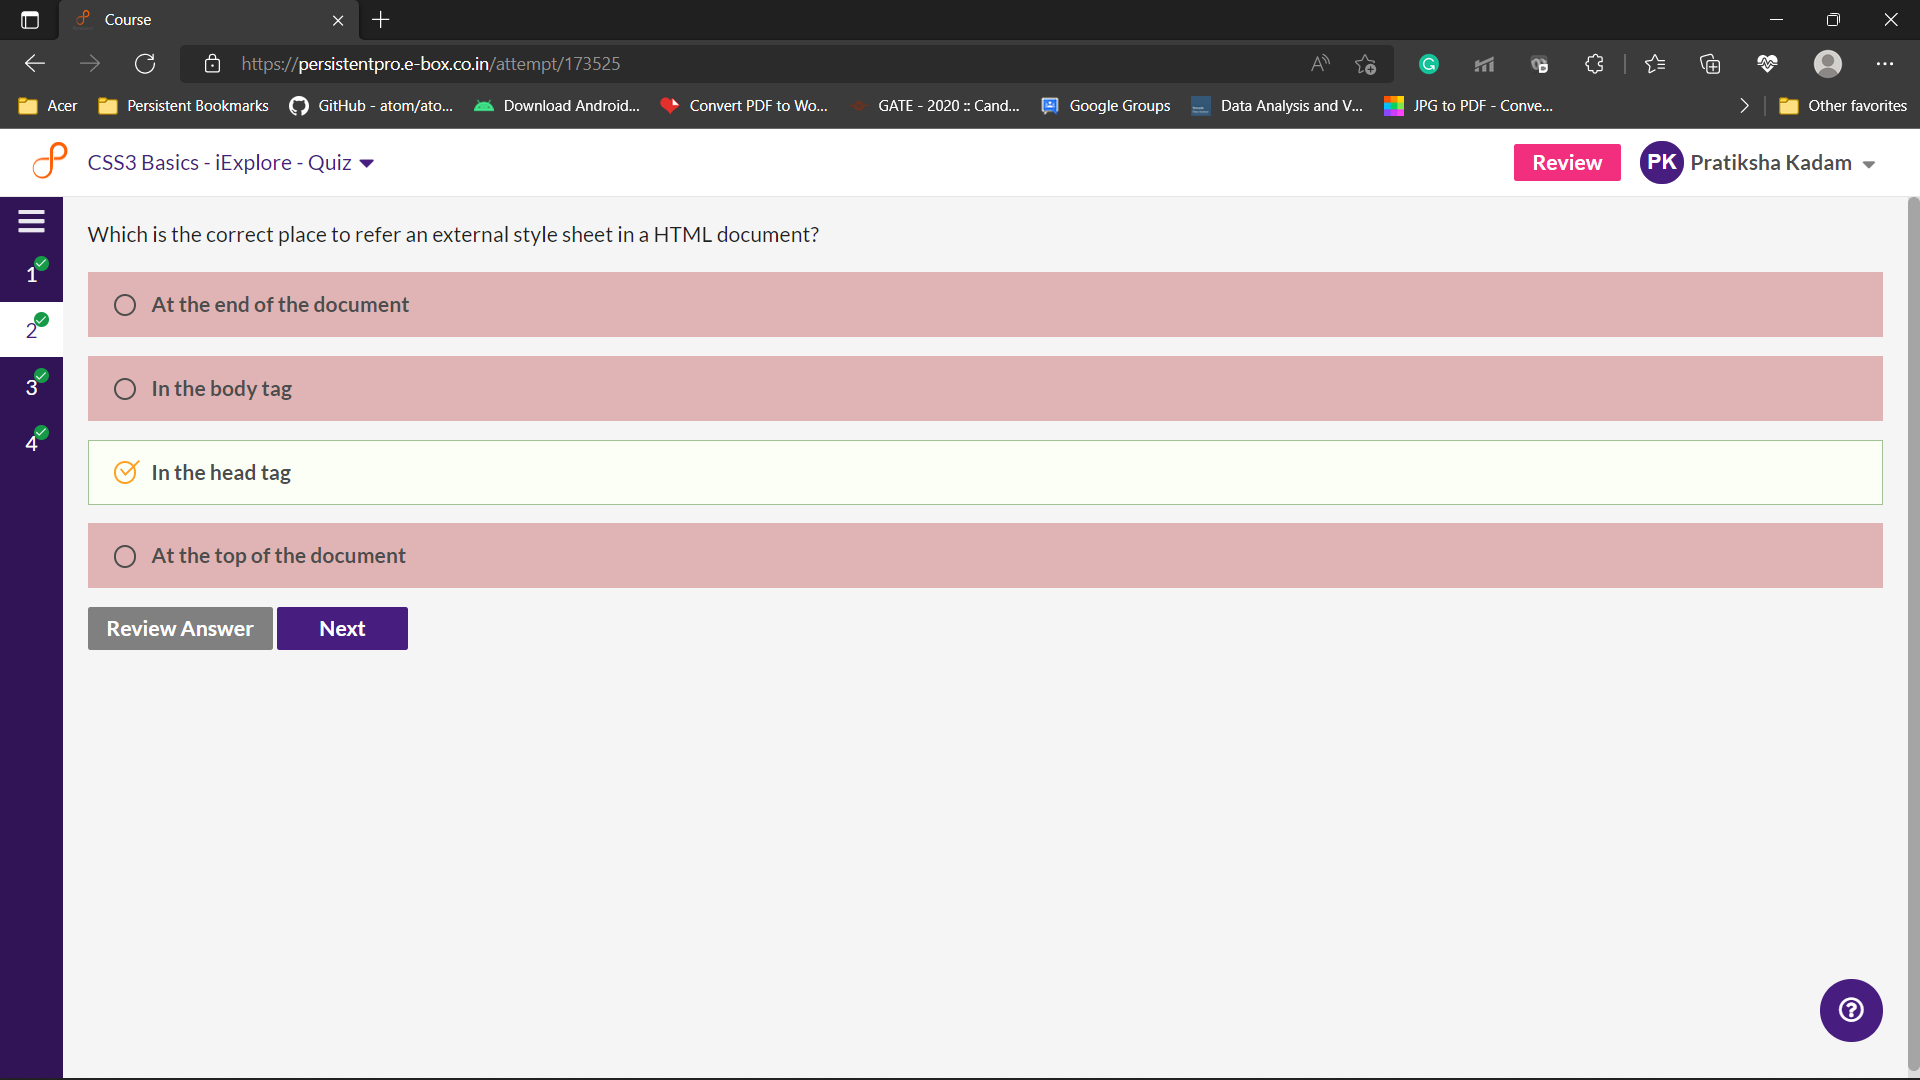 Course
https://persistentpro.e-box.co.in/attempt/173525
Acer
Persistent Bookmarks
GitHub - atom/ato...
Download Android...
Convert PDF to Wo...
GATE - 2020 :: Cand...
Google Groups
Data Analysis and V...
JPG to PDF - Conve...
Other favorites
CSS3 Basics - iExplore - Quiz
Review
PK
Pratiksha Kadam
1
2
3
4
Which is the correct place to refer an external style sheet in a HTML document?
At the end of the document
In the body tag
In the head tag
At the top of the document
Review Answer
Next